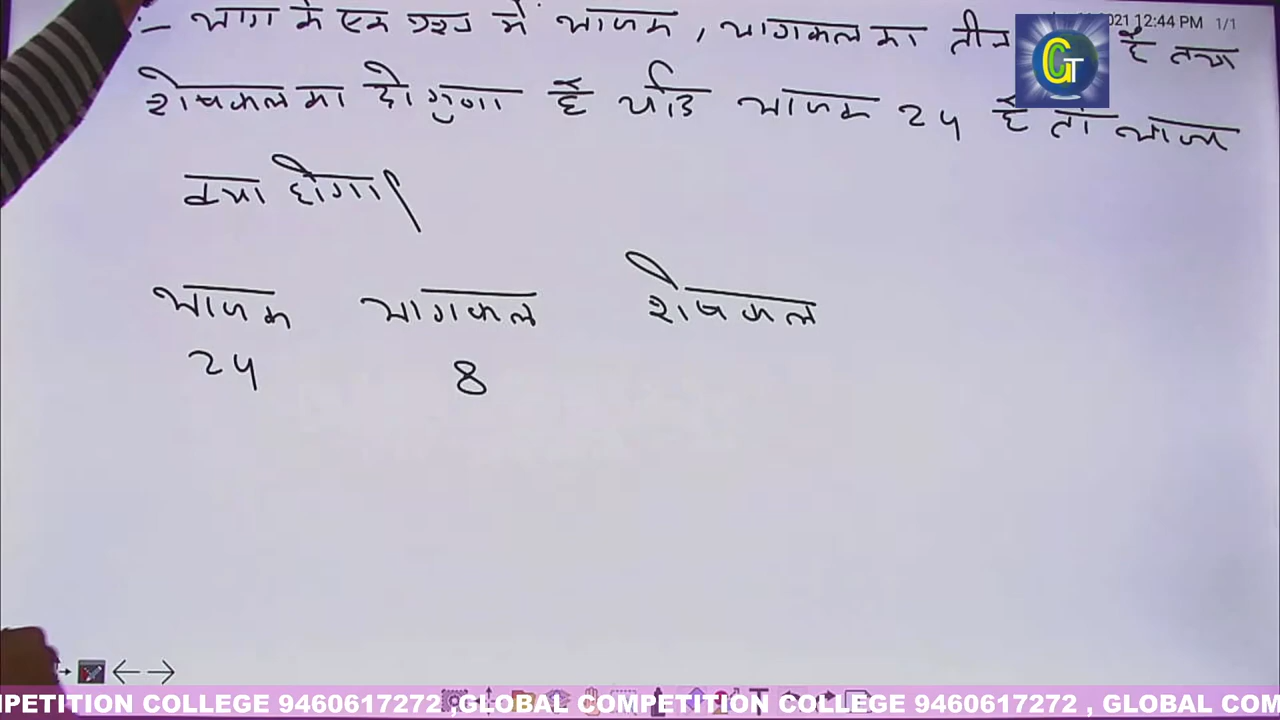 :- भाग के एक प्रश्न में भाजक , भागफल का तीन है तथा
शेषफल का दोगुणा है यदि भाजक 24 है तो भाज्य
क्या होगा।
भाजक भागफल शेषफल
24 8
2021 12:44 PM 1/1
GT
PETITION COLLEGE 9460617272 ,GLOBAL COMPETITION COLLEGE 9460617272 , GLOBAL COM